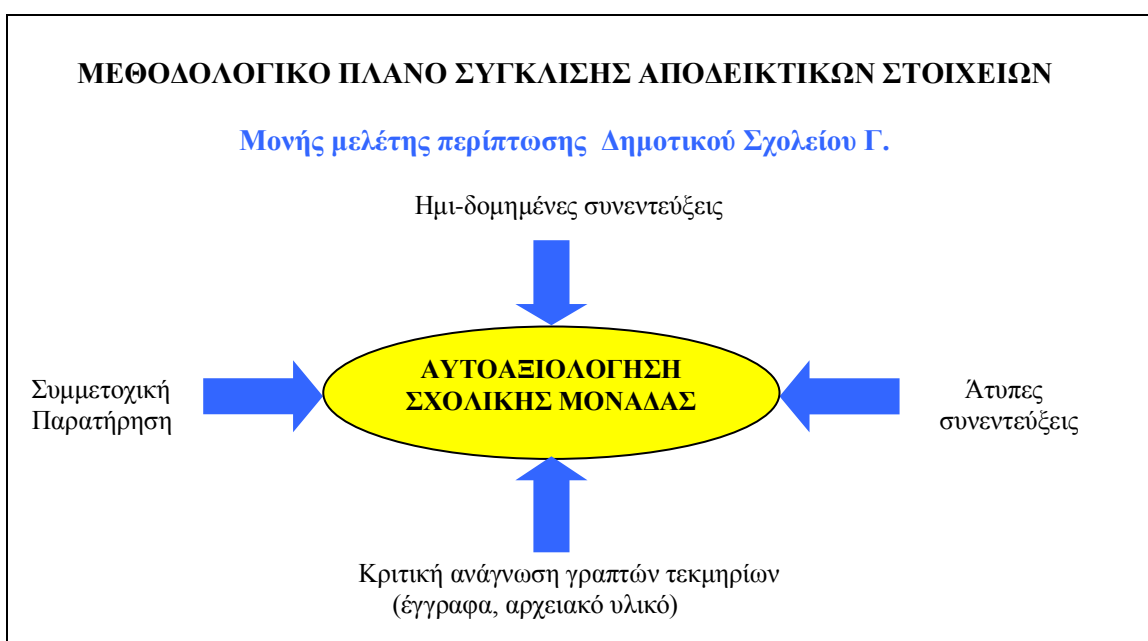 ΜΕΘΟΔΟΛΟΓΙΚΟ ΠΛΑΝΟ ΣΥΓΚΛΙΣΗΣ ΑΠΟΔΕΙΚΤΙΚΩΝ ΣΤΟΙΧΕΙΩΝ
Μονής μελέτης περίπτωσης Δημοτικού Σχολείου Γ.
Ημι-δομημένες συνεντεύξεις
ΑΥΤΟΑΞΙΟΛΟΓΗΣΗ
ΣΧΟΛΙΚΗΣ ΜΟΝΑΔΑΣ
Συμμετοχική
Παρατήρηση
Άτυπες
συνεντεύξεις
Κριτική ανάγνωση γραπτών τεκμηρίων
(έγγραφα, αρχειακό υλικό)